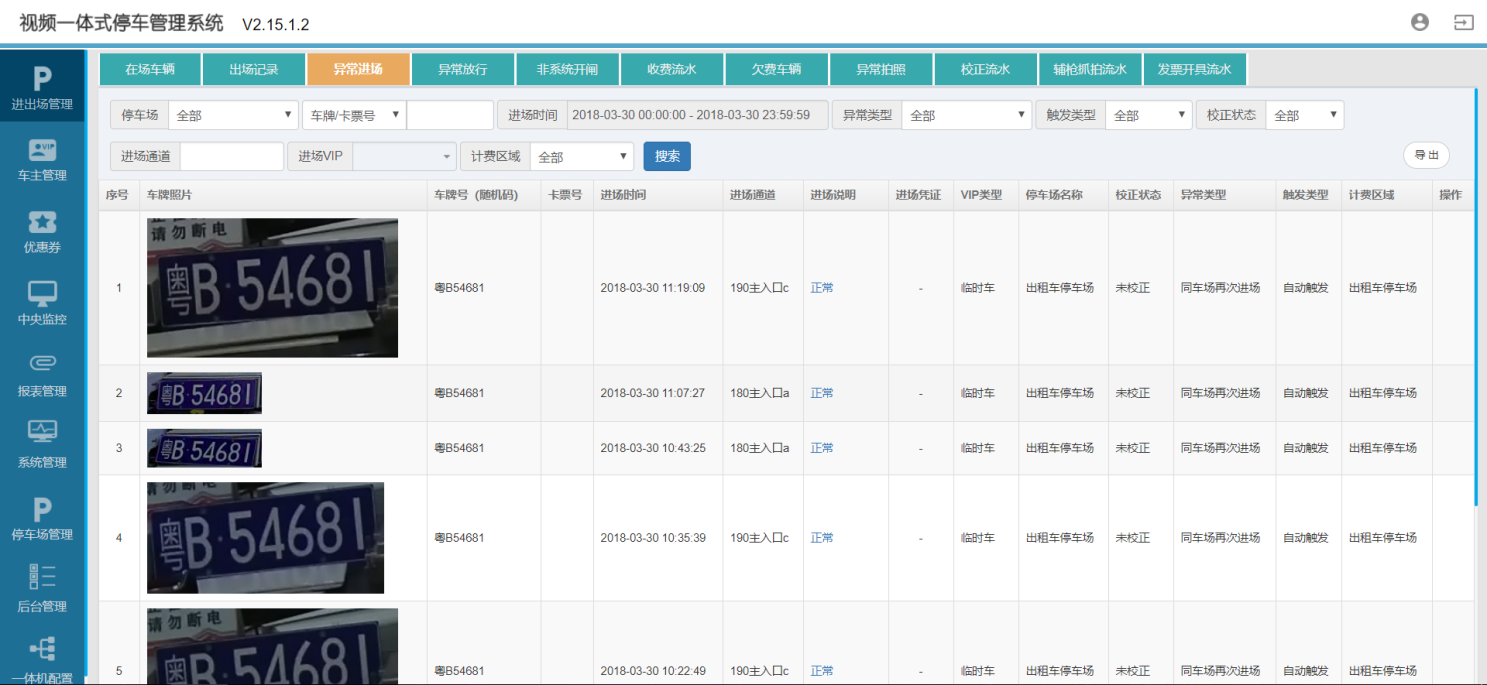 视频一体式停车管理系统 V2.15.1.2
P
进出场管理
VIP
车主管理
优惠券
中央监控
报表管理
系统管理
P
停车场管理
后台管理
一体机配置
在场车辆 出场记录 异常进场 异常放行 非系统开闸 收费流水 欠费车辆 异常拍照 校正流水 辅枪抓拍流水 发票开具流水
停车场 全部 车牌/卡票号 进场时间 2018-03-30 00:00:00 - 2018-03-30 23:59:59 异常类型 全部 触发类型 全部 校正状态 全部
进场通道 进场VIP 计费区域 全部 搜索 导出
序号 车牌照片 车牌号 (随机码) 卡票号 进场时间 进场通道 进场说明 进场凭证 VIP类型 停车场名称 校正状态 异常类型 触发类型 计费区域 操作
请勿断电
粤B·54681
1 粤B54681 2018-03-30 11:19:09 190主入口c 正常 - 临时车 出租车停车场 未校正 同车场再次进场 自动触发 出租车停车场
粤B·54681
2 粤B54681 2018-03-30 11:07:27 180主入口a 正常 - 临时车 出租车停车场 未校正 同车场再次进场 自动触发 出租车停车场
粤B·54681
3 粤B54681 2018-03-30 10:43:25 180主入口a 正常 - 临时车 出租车停车场 未校正 同车场再次进场 自动触发 出租车停车场
粤B·54681
4 粤B54681 2018-03-30 10:35:39 190主入口c 正常 - 临时车 出租车停车场 未校正 同车场再次进场 自动触发 出租车停车场
请勿断电
粤B·54681
5 粤B54681 2018-03-30 10:22:49 190主入口c 正常 - 临时车 出租车停车场 未校正 同车场再次进场 自动触发 出租车停车场